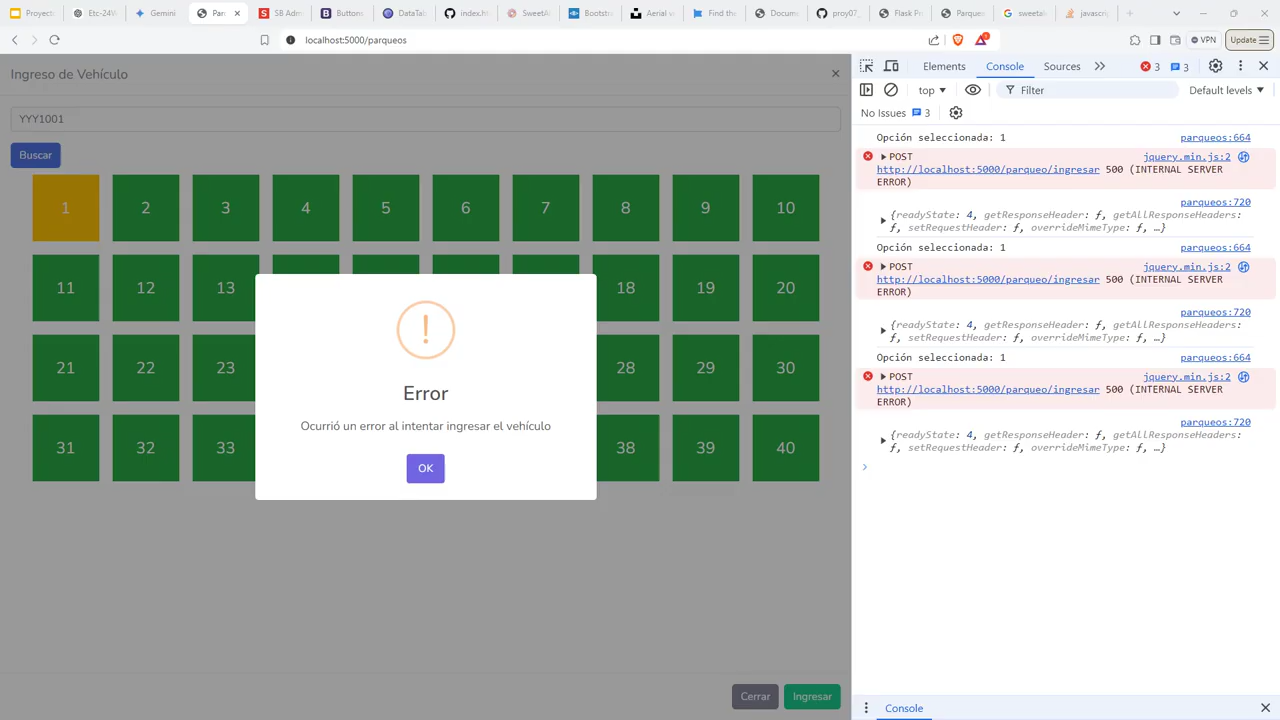 Proyect
Etc-24V
Gemini
Par
SB Adm
Buttons
DataTab
index.ht
SweetAl
Bootstr
Aerial v
Find the
Docume
proy07_
Flask Pr
Parque
sweetal
javascrip
localhost:5000/parqueos
VPN
Update
Ingreso de Vehículo
YYY1001
Buscar
1 2 3 4 5 6 7 8 9 10
11 12 13 18 19 20
21 22 23 28 29 30
31 32 33 38 39 40
Error
Ocurrió un error al intentar ingresar el vehículo
OK
Cerrar
Ingresar
Elements Console Sources 3 3
top Filter Default levels
No Issues 3
Opción seleccionada: 1 parqueos:664
POST jquery.min.js:2
http://localhost:5000/parqueo/ingresar 500 (INTERNAL SERVER
ERROR)
parqueos:720
{readyState: 4, getResponseHeader: ƒ, getAllResponseHeaders:
ƒ, setRequestHeader: ƒ, overrideMimeType: ƒ, …}
Opción seleccionada: 1 parqueos:664
POST jquery.min.js:2
http://localhost:5000/parqueo/ingresar 500 (INTERNAL SERVER
ERROR)
parqueos:720
{readyState: 4, getResponseHeader: ƒ, getAllResponseHeaders:
ƒ, setRequestHeader: ƒ, overrideMimeType: ƒ, …}
Opción seleccionada: 1 parqueos:664
POST jquery.min.js:2
http://localhost:5000/parqueo/ingresar 500 (INTERNAL SERVER
ERROR)
parqueos:720
{readyState: 4, getResponseHeader: ƒ, getAllResponseHeaders:
ƒ, setRequestHeader: ƒ, overrideMimeType: ƒ, …}
Console